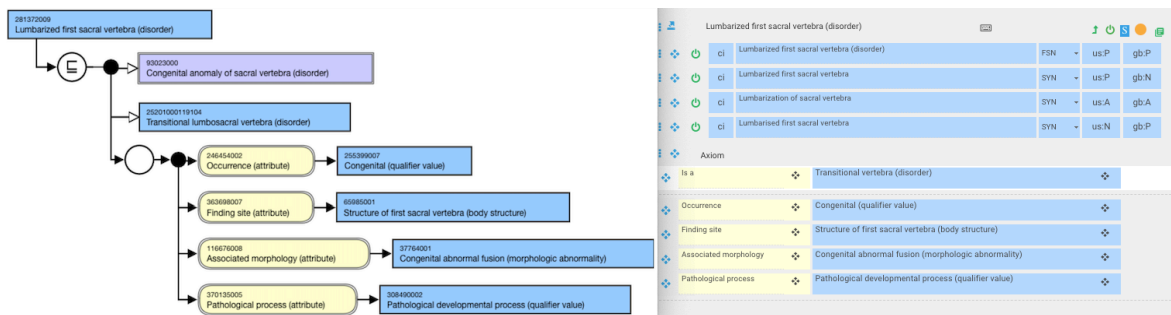 281372009
Lumbarized first sacral vertebra (disorder)
⊑
93023000
Congenital anomaly of sacral vertebra (disorder)
25201000119104
Transitional lumbosacral vertebra (disorder)
246454002
Occurrence (attribute)
255399007
Congenital (qualifier value)
363698007
Finding site (attribute)
65985001
Structure of first sacral vertebra (body structure)
116676008
Associated morphology (attribute)
37764001
Congenital abnormal fusion (morphologic abnormality)
370135005
Pathological process (attribute)
308490002
Pathological developmental process (qualifier value)
Lumbarized first sacral vertebra (disorder)
S
ci Lumbarized first sacral vertebra (disorder) FSN us:P gb:P
ci Lumbarized first sacral vertebra SYN us:P gb:N
ci Lumbarization of sacral vertebra SYN us:A gb:A
ci Lumbarised first sacral vertebra SYN us:N gb:P
Axiom
Is a Transitional vertebra (disorder)
Occurrence Congenital (qualifier value)
Finding site Structure of first sacral vertebra (body structure)
Associated morphology Congenital abnormal fusion (morphologic abnormality)
Pathological process Pathological developmental process (qualifier value)